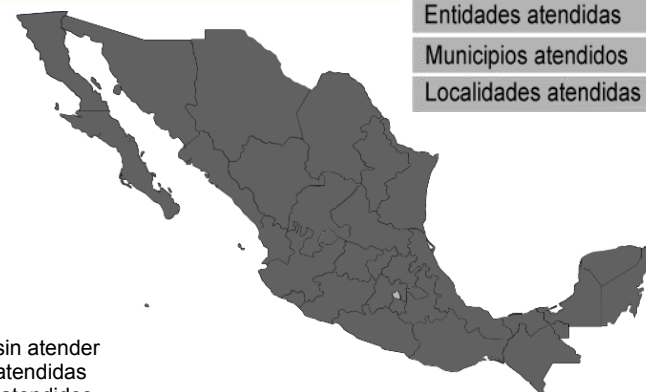 Entidades atendidas
Municipios atendidos
Localidades atendidas
sin atender
atendidas